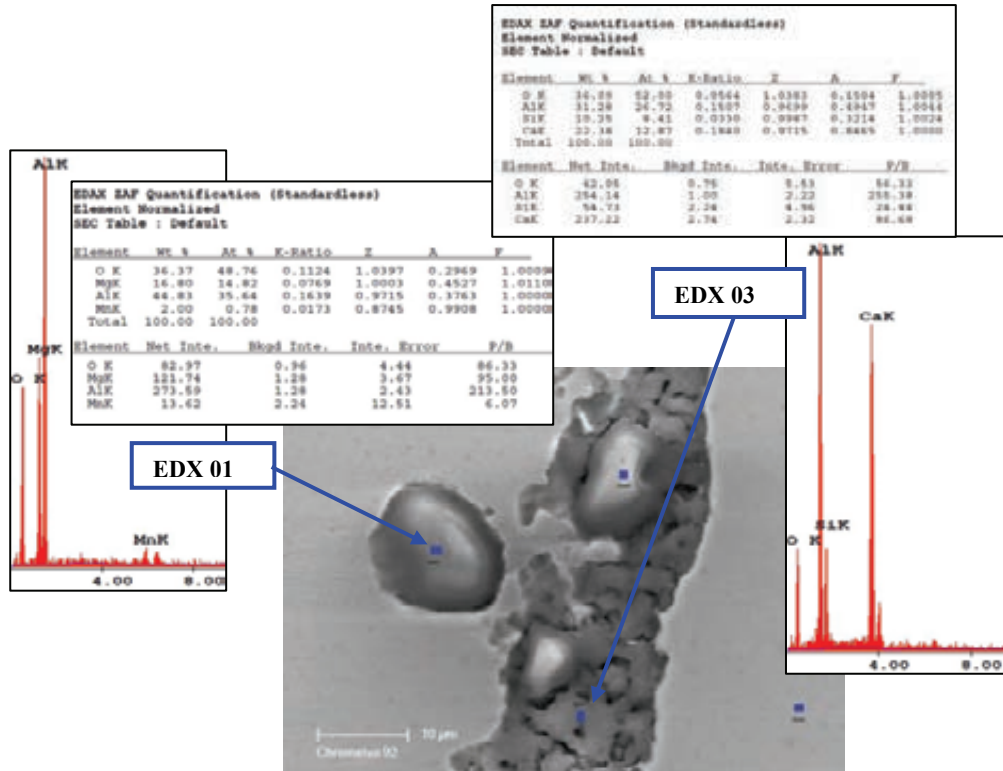 EDAX ZAF Quantification (Standardless)
Element Normalized
SEC Table : Default
Element Wt % At % K-Ratio Z A F
O K 36.09 52.00 0.0564 1.0383 0.1504 1.0005
AlK 31.28 26.72 0.1507 0.9699 0.4947 1.0044
SiK 10.25 8.41 0.0330 0.9987 0.3214 1.0024
CaK 22.38 12.87 0.1840 0.9715 0.8465 1.0000
Total 100.00 100.00
Element Net Inte. Bkgd Inte. Inte. Error P/B
O K 42.05 0.75 5.53 56.33
AlK 254.14 1.00 2.22 255.38
SiK 54.73 2.24 4.96 24.44
CaK 237.22 2.74 2.32 86.68
AlK
MgK
O K
MnK
4.00 8.00
EDAX ZAF Quantification (Standardless)
Element Normalized
SEC Table : Default
Element Wt % At % K-Ratio Z A F
O K 36.37 48.76 0.1124 1.0397 0.2969 1.0009
MgK 16.80 14.82 0.0769 1.0003 0.4527 1.0110
AlK 44.83 35.64 0.1639 0.9715 0.3763 1.0000
MnK 2.00 0.78 0.0173 0.8745 0.9908 1.0000
Total 100.00 100.00
Element Net Inte. Bkgd Inte. Inte. Error P/B
O K 82.97 0.96 4.44 86.33
MgK 121.74 1.28 3.67 95.00
AlK 273.59 1.28 2.43 213.50
MnK 13.62 2.24 12.51 6.07
EDX 03
AlK
CaK
SiK
O K
4.00 8.00
EDX 01
10 µm
Chrometus 92